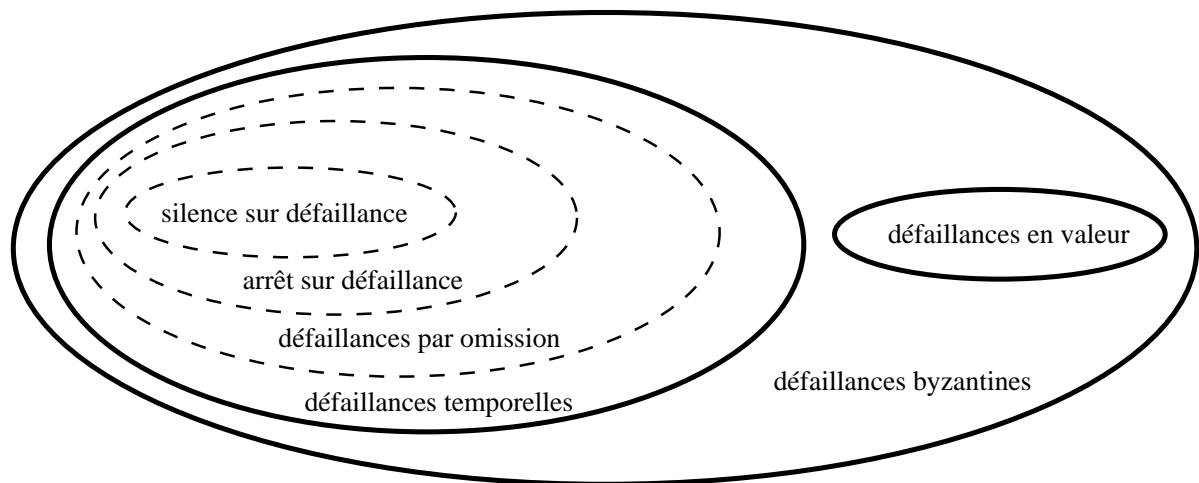 silence sur défaillance
défaillances en valeur
arrêt sur défaillance
défaillances par omission
défaillances byzantines
défaillances temporelles